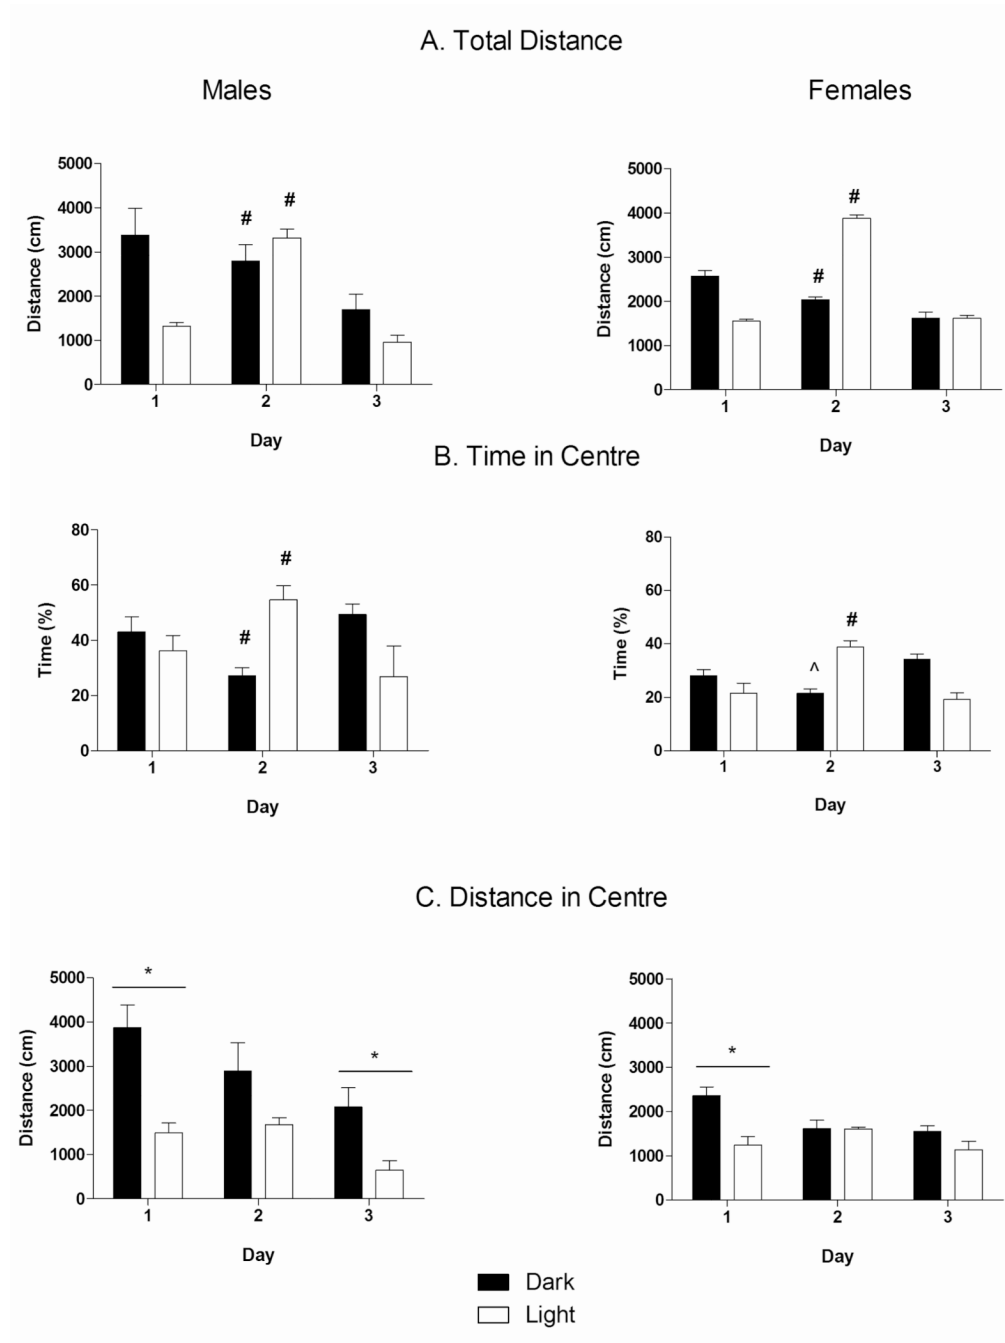 A. Total Distance
Males
Females
Distance (cm)
5000
4000
3000
2000
1000
0
# #
1 2 3
Day
Distance (cm)
5000
4000
3000
2000
1000
0
# #
1 2 3
Day
B. Time in Centre
Time (%)
80
60
40
20
0
# #
1 2 3
Day
Time (%)
80
60
40
20
0
^ #
1 2 3
Day
C. Distance in Centre
Distance (cm)
5000
4000
3000
2000
1000
0
* *
1 2 3
Day
Distance (cm)
5000
4000
3000
2000
1000
0
*
1 2 3
Day
Dark
Light